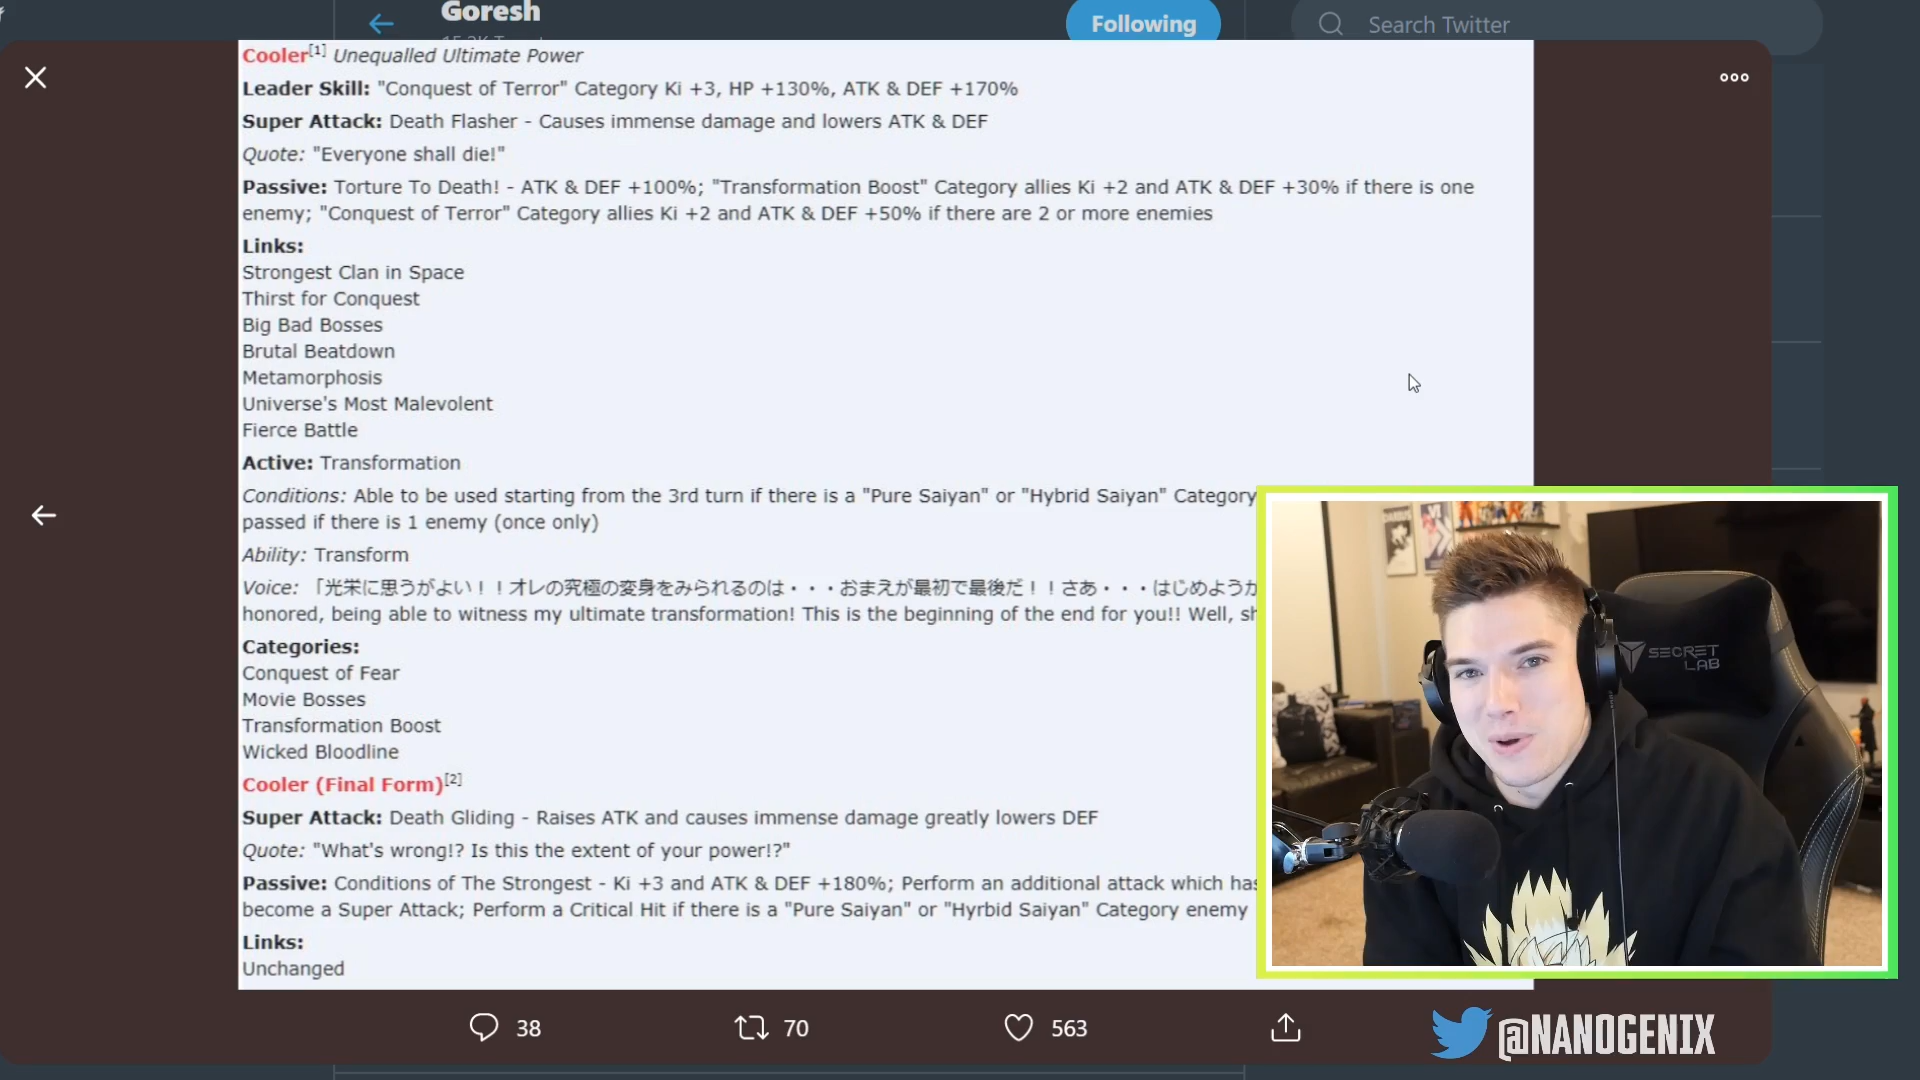 Goresh
Following
Search Twitter
Cooler[1] Unequalled Ultimate Power
Leader Skill: "Conquest of Terror" Category Ki +3, HP +130%, ATK & DEF +170%
Super Attack: Death Flasher - Causes immense damage and lowers ATK & DEF
Quote: "Everyone shall die!"
Passive: Torture To Death! - ATK & DEF +100%; "Transformation Boost" Category allies Ki +2 and ATK & DEF +30% if there is one
enemy; "Conquest of Terror" Category allies Ki +2 and ATK & DEF +50% if there are 2 or more enemies
Links:
Strongest Clan in Space
Thirst for Conquest
Big Bad Bosses
Brutal Beatdown
Metamorphosis
Universe's Most Malevolent
Fierce Battle
Active: Transformation
Conditions: Able to be used starting from the 3rd turn if there is a "Pure Saiyan" or "Hybrid Saiyan" Category
passed if there is 1 enemy (once only)
Ability: Transform
Voice: 「光栄に思うがよい！！オレの究極の変身をみられるのは・・・おまえが最初で最後だ！！さあ・・・はじめようか
honored, being able to witness my ultimate transformation! This is the beginning of the end for you!! Well, sh
Categories:
Conquest of Fear
Movie Bosses
Transformation Boost
Wicked Bloodline
Cooler (Final Form)[2]
Super Attack: Death Gliding - Raises ATK and causes immense damage greatly lowers DEF
Quote: "What's wrong!? Is this the extent of your power!?"
Passive: Conditions of The Strongest - Ki +3 and ATK & DEF +180%; Perform an additional attack which has
become a Super Attack; Perform a Critical Hit if there is a "Pure Saiyan" or "Hyrbid Saiyan" Category enemy
Links:
Unchanged
SECRET
LAB
38
70
563
@NANOGENIX